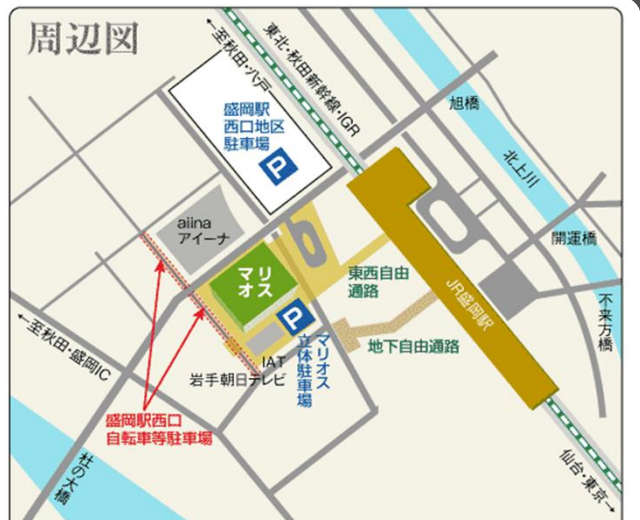 周辺図
←至秋田・八戸
東北・秋田新幹線・IGR
旭橋
盛岡駅
西口地区
駐車場
P
北上川
aiina
アイーナ
開運橋
マリ
オス
東西自由
通路
JR盛岡駅
不来方橋
P
マリオス
立体駐車場
地下自由通路
←至秋田・盛岡IC
IAT
岩手朝日テレビ
盛岡駅西口
自転車等駐車場
杜の大橋
仙台・東京→